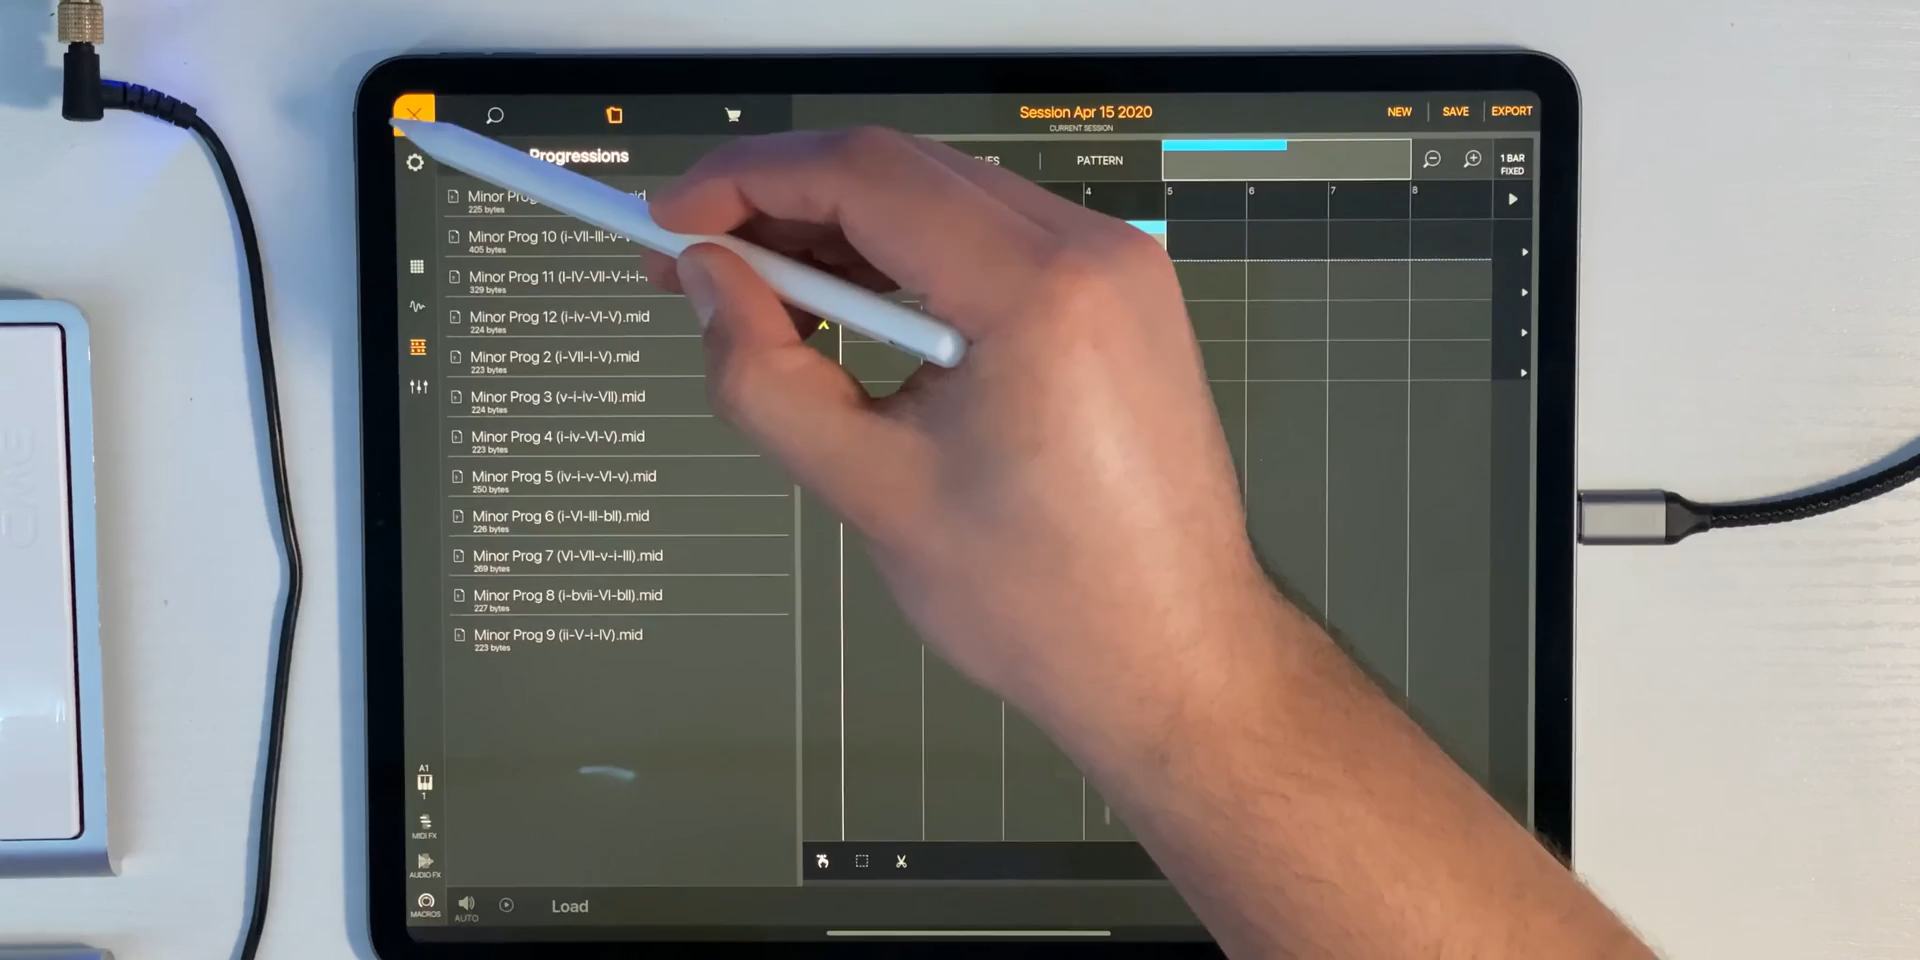 Session Apr 15 2020
CURRENT SESSION
NEW
SAVE
EXPORT
Progressions
PATTERN
1 BAR
FIXED
4
5
6
7
8
Minor
225 bytes
Minor Prog 10 (i-VII-III-v-
405 bytes
Minor Prog 11 (I-IV-VII-V-i-i-
329 bytes
Minor Prog 12 (i-iv-VI-V).mid
224 bytes
Minor Prog 2 (i-VII-I-V).mid
223 bytes
Minor Prog 3 (v-i-iv-VII).mid
224 bytes
Minor Prog 4 (i-iv-VI-V).mid
223 bytes
Minor Prog 5 (iv-i-v-VI-v).mid
250 bytes
Minor Prog 6 (i-VI-III-bII).mid
226 bytes
Minor Prog 7 (VI-VII-v-i-III).mid
269 bytes
Minor Prog 8 (i-bvii-VI-bII).mid
227 bytes
Minor Prog 9 (ii-V-i-IV).mid
223 bytes
A1
1
MIDI FX
AUDIO FX
MACROS
AUTO
Load